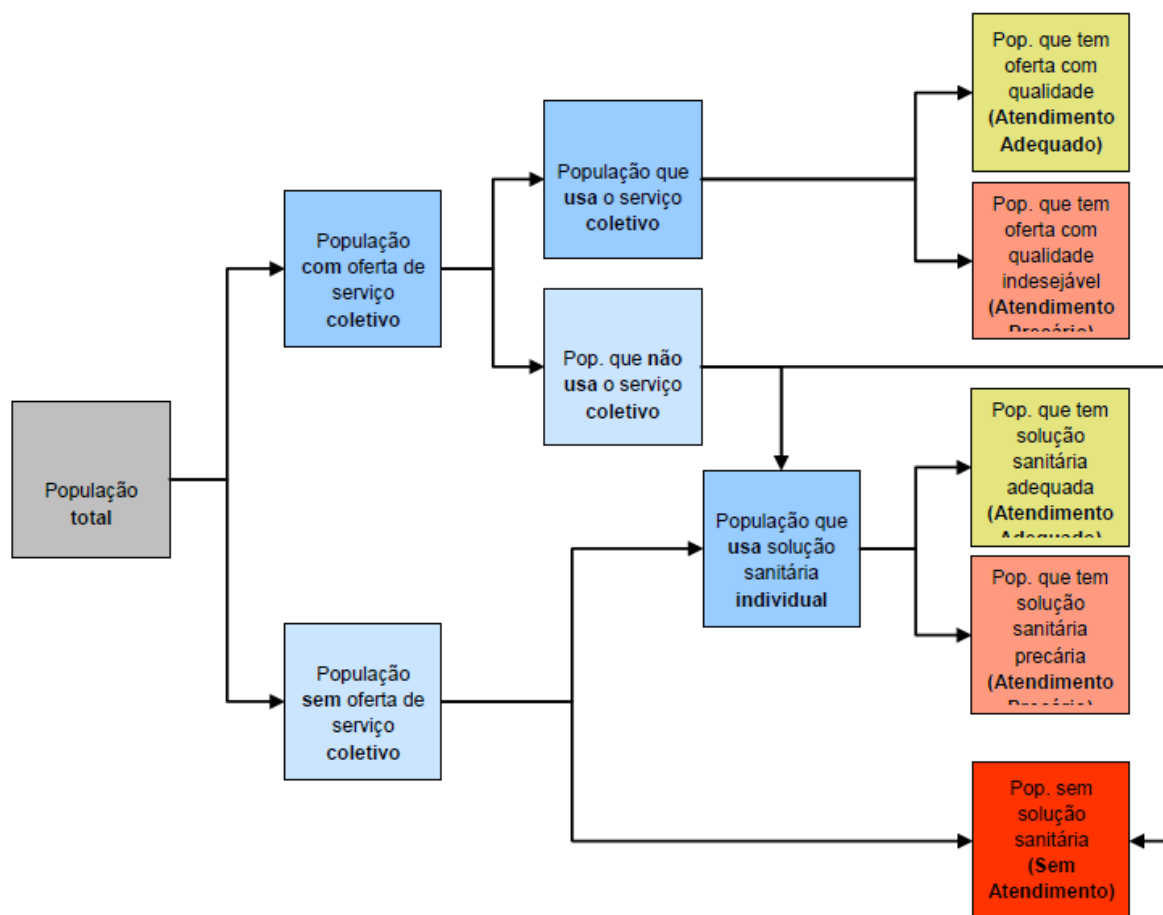 População
total
População
com oferta de
serviço
coletivo
População
sem oferta de
serviço
coletivo
População que
usa o serviço
coletivo
Pop. que não
usa o serviço
coletivo
População que
usa solução
sanitária
individual
Pop. que tem
oferta com
qualidade
(Atendimento
Adequado)
Pop. que tem
oferta com
qualidade
indesejável
(Atendimento
Precário)
Pop. que tem
solução
sanitária
adequada
(Atendimento
Adequado)
Pop. que tem
solução
sanitária
precária
(Atendimento
Precário)
Pop. sem
solução
sanitária
(Sem
Atendimento)